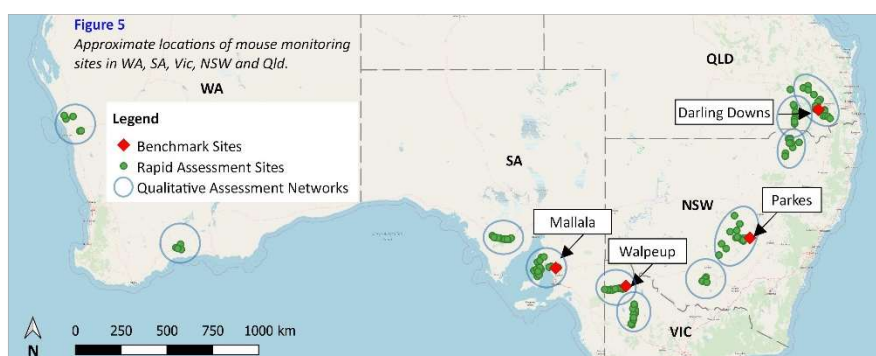 Figure 5
Approximate locations of mouse monitoring
sites in WA, SA, Vic, NSW and Qld.
WA
Legend
Benchmark Sites
Rapid Assessment Sites
Qualitative Assessment Networks
QLD
Darling Downs
SA
NSW
Mallala
Parkes
Walpeup
VIC
0 250 500 750 1000 km
N